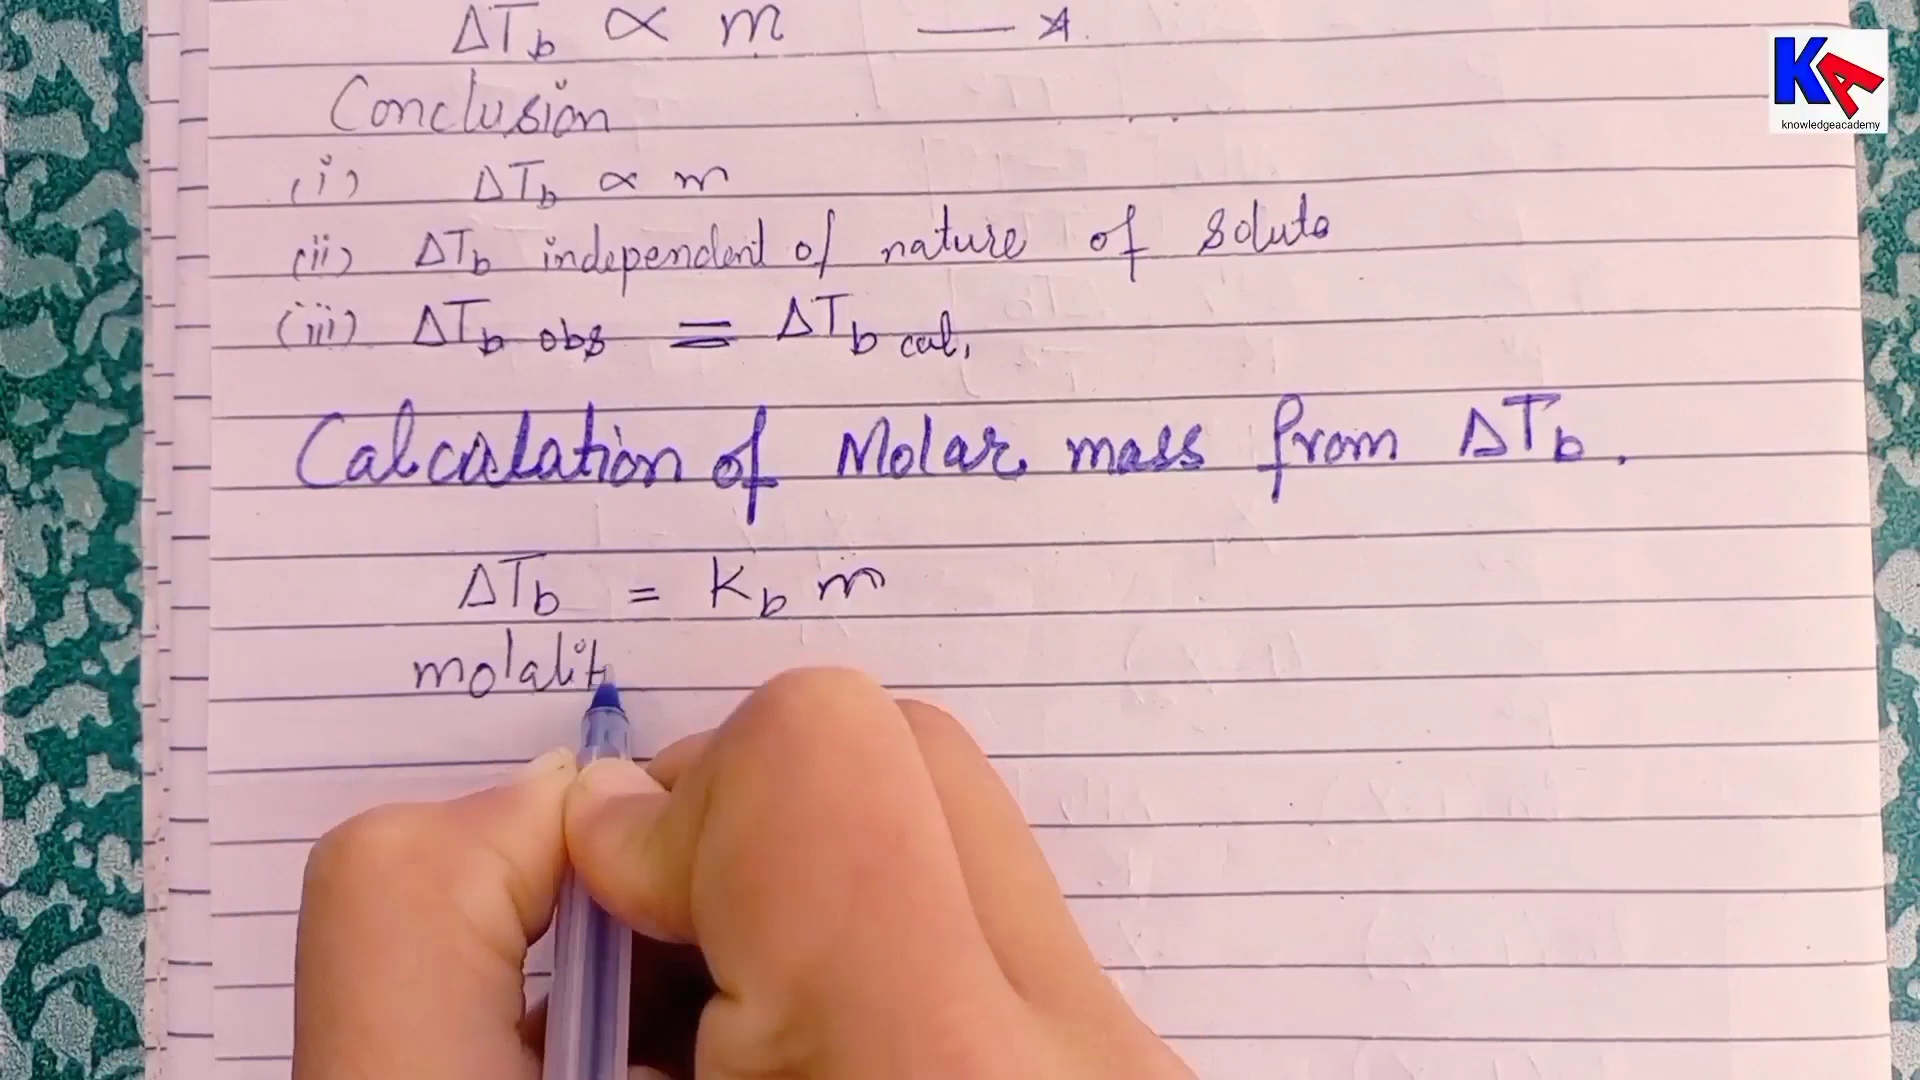 ΔTb ∝ m —
KA
knowledgeacademy
Conclusion
(i) ΔTb ∝ m
(ii) ΔTb independent of nature of solute
(iii) ΔTb obs = ΔTb cal.
Calculation of Molar mass from ΔTb.
ΔTb = Kb m
molalit